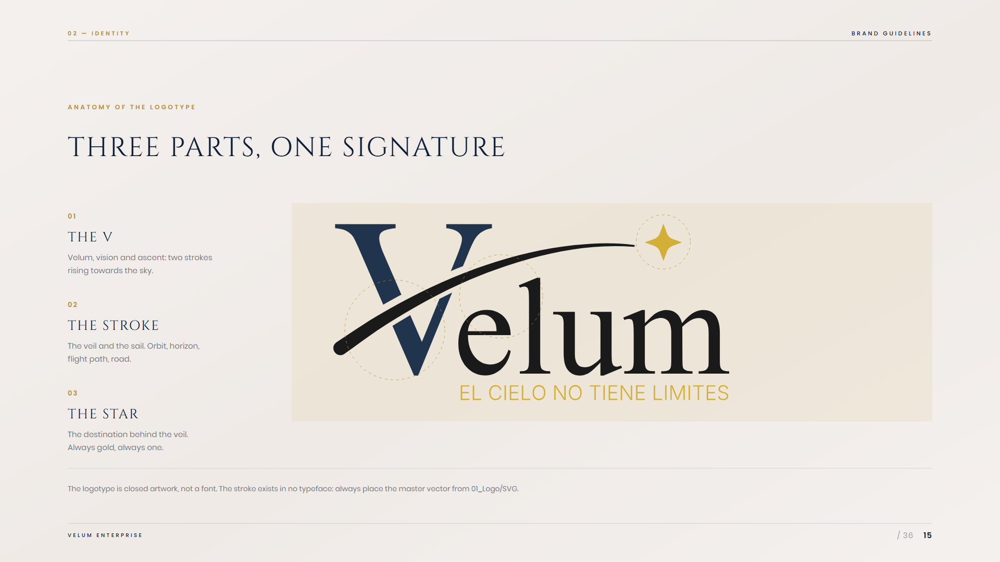 02 — IDENTITY
BRAND GUIDELINES
ANATOMY OF THE LOGOTYPE
THREE PARTS, ONE SIGNATURE
01
THE V
Velum, vision and ascent: two strokes
rising towards the sky.
02
THE STROKE
The veil and the sail. Orbit, horizon,
flight path, road.
03
THE STAR
The destination behind the veil.
Always gold, always one.
Velum
EL CIELO NO TIENE LIMITES
The logotype is closed artwork, not a font. The stroke exists in no typeface: always place the master vector from 01_Logo/SVG.
VELUM ENTERPRISE
/ 36 15